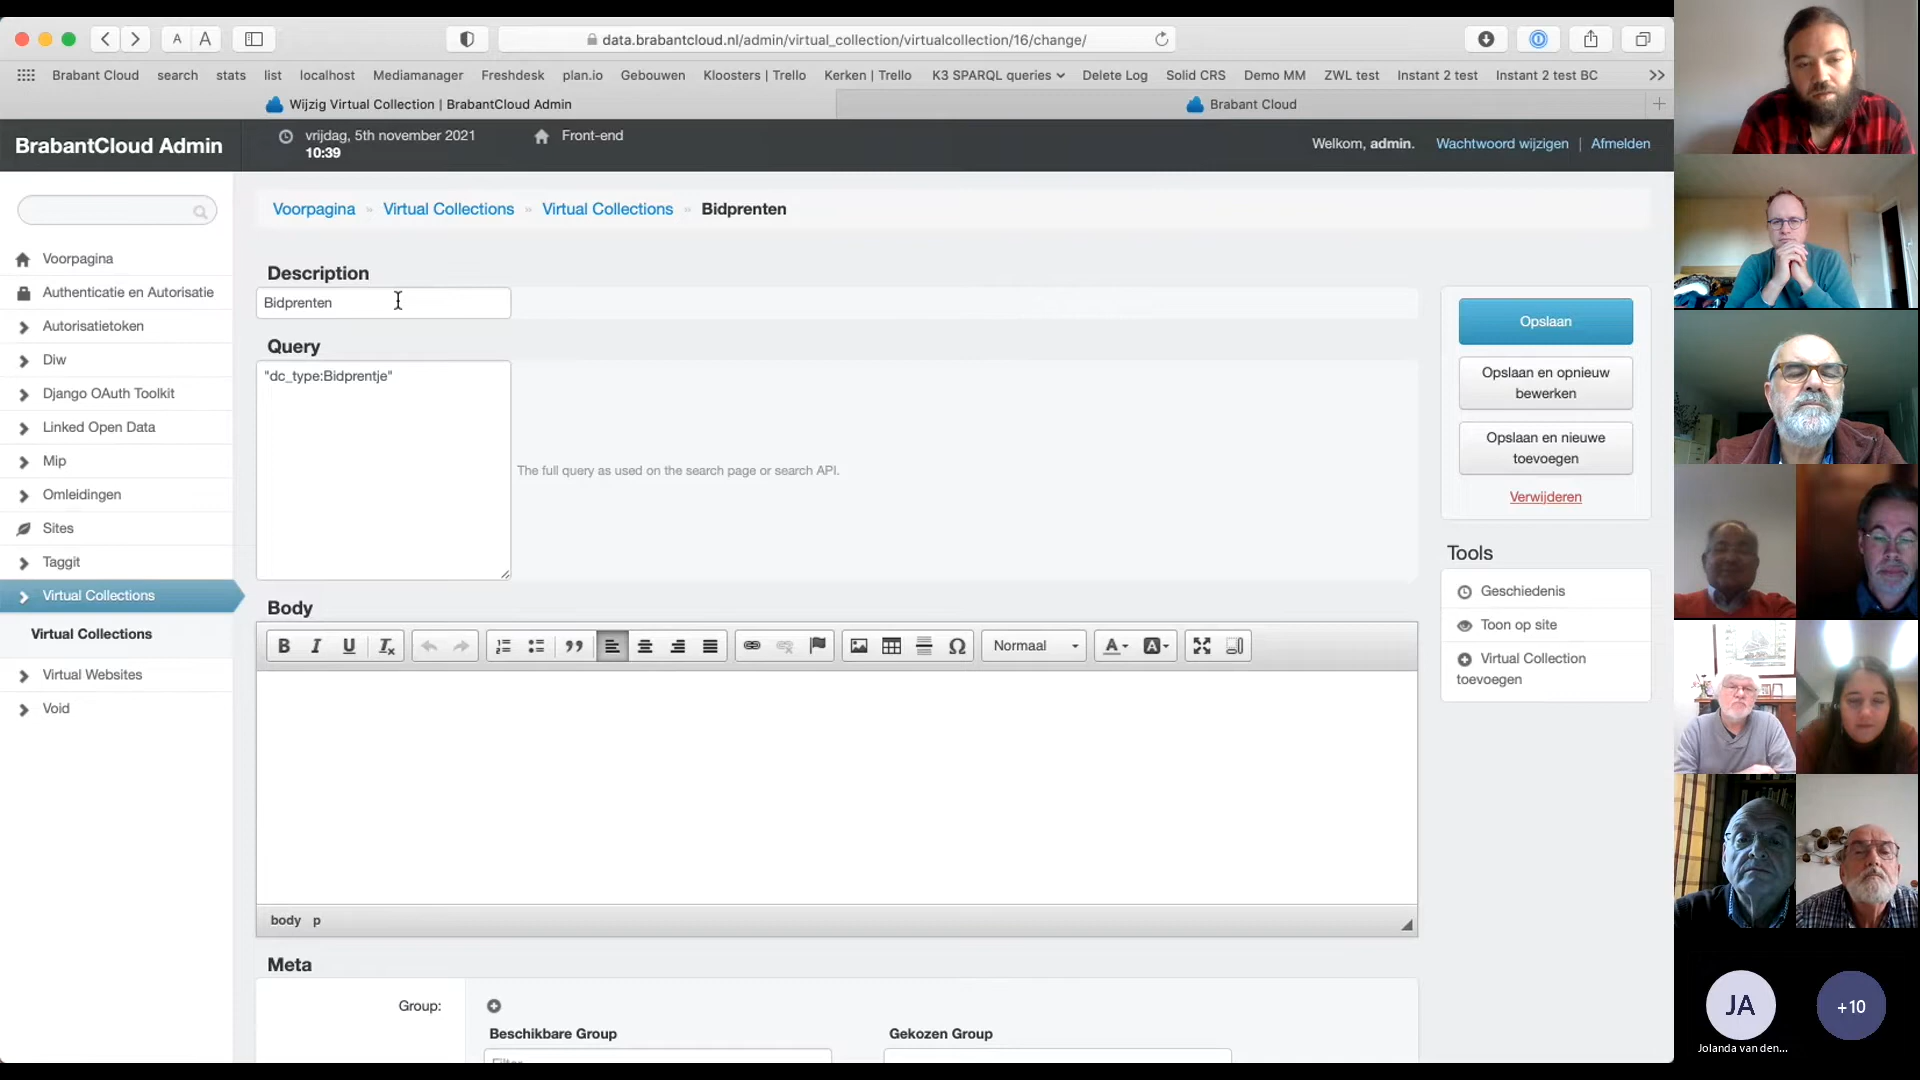 A A
data.brabantcloud.nl/admin/virtual_collection/virtualcollection/16/change/
Brabant Cloud search stats list localhost Mediamanager Freshdesk plan.io Gebouwen Kloosters | Trello Kerken | Trello K3 SPARQL queries Delete Log Solid CRS Demo MM ZWL test Instant 2 test Instant 2 test BC
Wijzig Virtual Collection | BrabantCloud Admin
Brabant Cloud
BrabantCloud Admin
vrijdag, 5th november 2021
10:39
Front-end
Welkom, admin. Wachtwoord wijzigen | Afmelden
Voorpagina
Authenticatie en Autorisatie
Autorisatietoken
Diw
Django OAuth Toolkit
Linked Open Data
Mip
Omleidingen
Sites
Taggit
Virtual Collections
Virtual Collections
Virtual Websites
Void
Voorpagina » Virtual Collections » Virtual Collections » Bidprenten
Description
Bidprenten
Query
"dc_type:Bidprentje"
The full query as used on the search page or search API.
Body
B I U Tx Normaal A A
body p
Meta
Group:
Beschikbare Group
Gekozen Group
Filter
Opslaan
Opslaan en opnieuw
bewerken
Opslaan en nieuwe
toevoegen
Verwijderen
Tools
Geschiedenis
Toon op site
Virtual Collection
toevoegen
JA
+10
Jolanda van den...